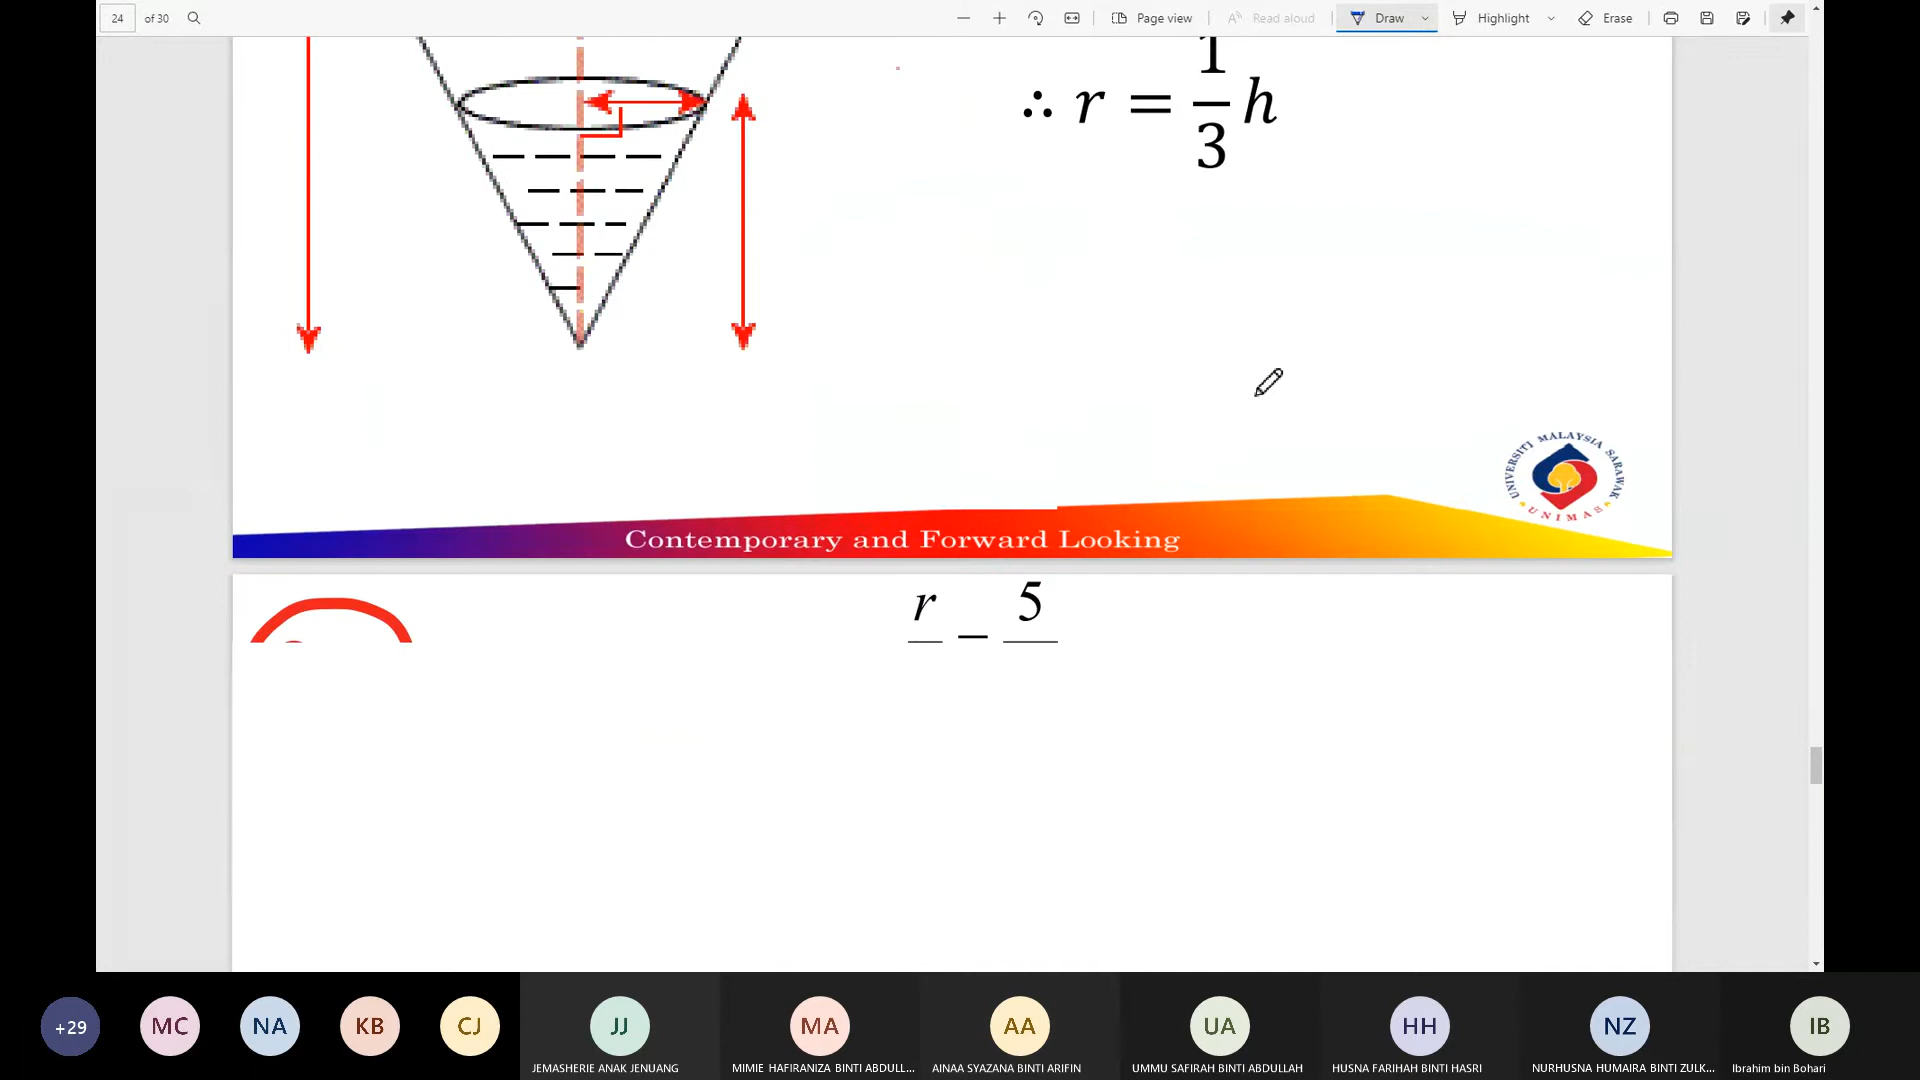 24 of 30
Page view
Read aloud
Draw
Highlight
Erase
∴ r = 1/3 h
UNIVERSITI MALAYSIA SARAWAK
UNIMAS
Contemporary and Forward Looking
r – 5
+29
MC
NA
KB
CJ
JJ
MA
AA
UA
HH
NZ
IB
JEMASHERIE ANAK JENUANG
MIMIE HAFIRANIZA BINTI ABDULL...
AINAA SYAZANA BINTI ARIFIN
UMMU SAFIRAH BINTI ABDULLAH
HUSNA FARIHAH BINTI HASRI
NURHUSNA HUMAIRA BINTI ZULK...
Ibrahim bin Bohari